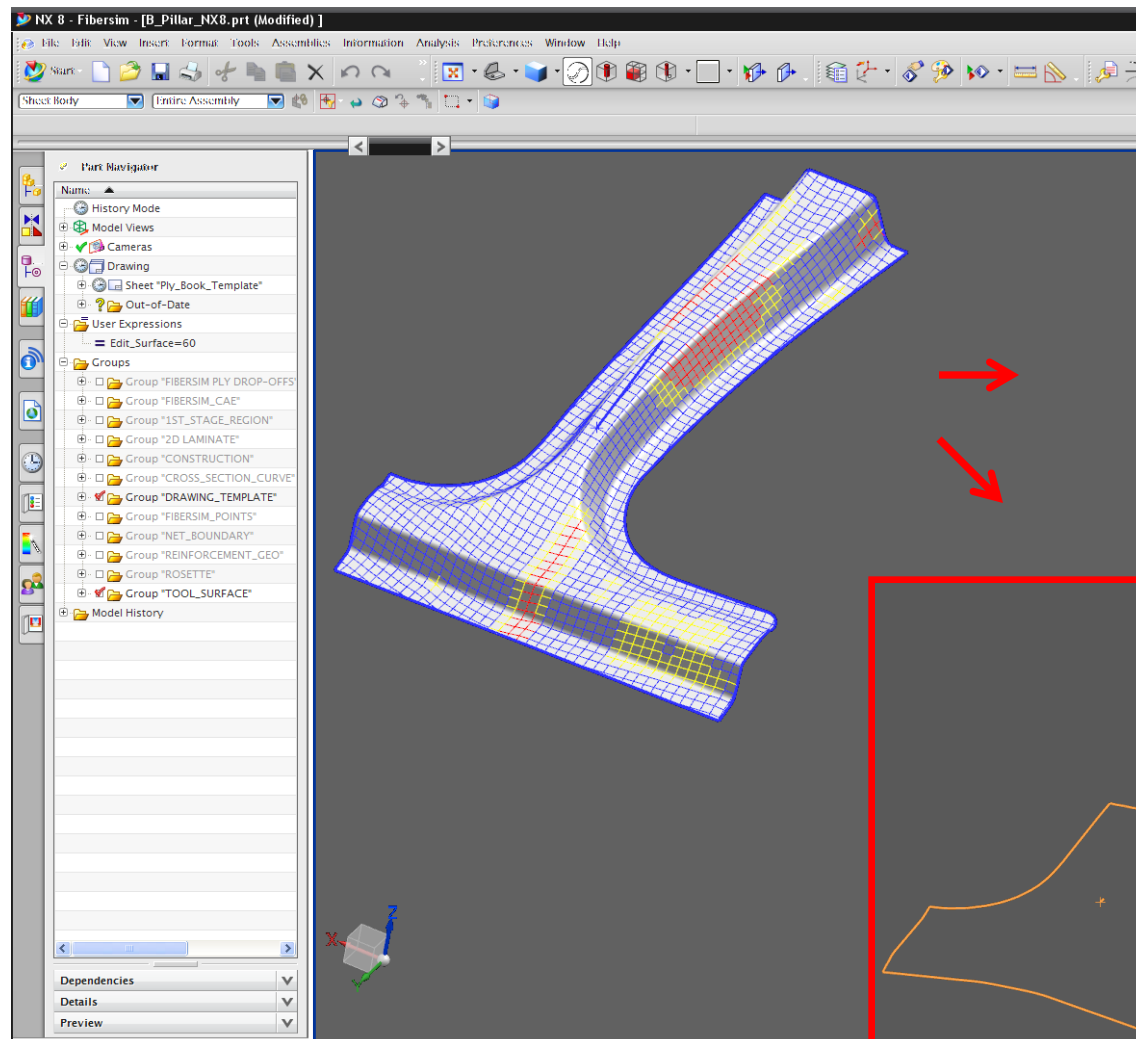 NX 8 - Fibersim - [B_Pillar_NX8.prt (Modified) ]
File Edit View Insert Format Tools Assemblies Information Analysis Preferences Window Help
Start
Sheet Body Entire Assembly
Part Navigator
Name
History Mode
Model Views
Cameras
Drawing
Sheet "Ply_Book_Template"
Out-of-Date
User Expressions
Edit_Surface=60
Groups
Group "FIBERSIM PLY DROP-OFFS"
Group "FIBERSIM_CAE"
Group "1ST_STAGE_REGION"
Group "2D LAMINATE"
Group "CONSTRUCTION"
Group "CROSS_SECTION_CURVE"
Group "DRAWING_TEMPLATE"
Group "FIBERSIM_POINTS"
Group "NET_BOUNDARY"
Group "REINFORCEMENT_GEO"
Group "ROSETTE"
Group "TOOL_SURFACE"
Model History
Z
X
Y
Dependencies
Details
Preview